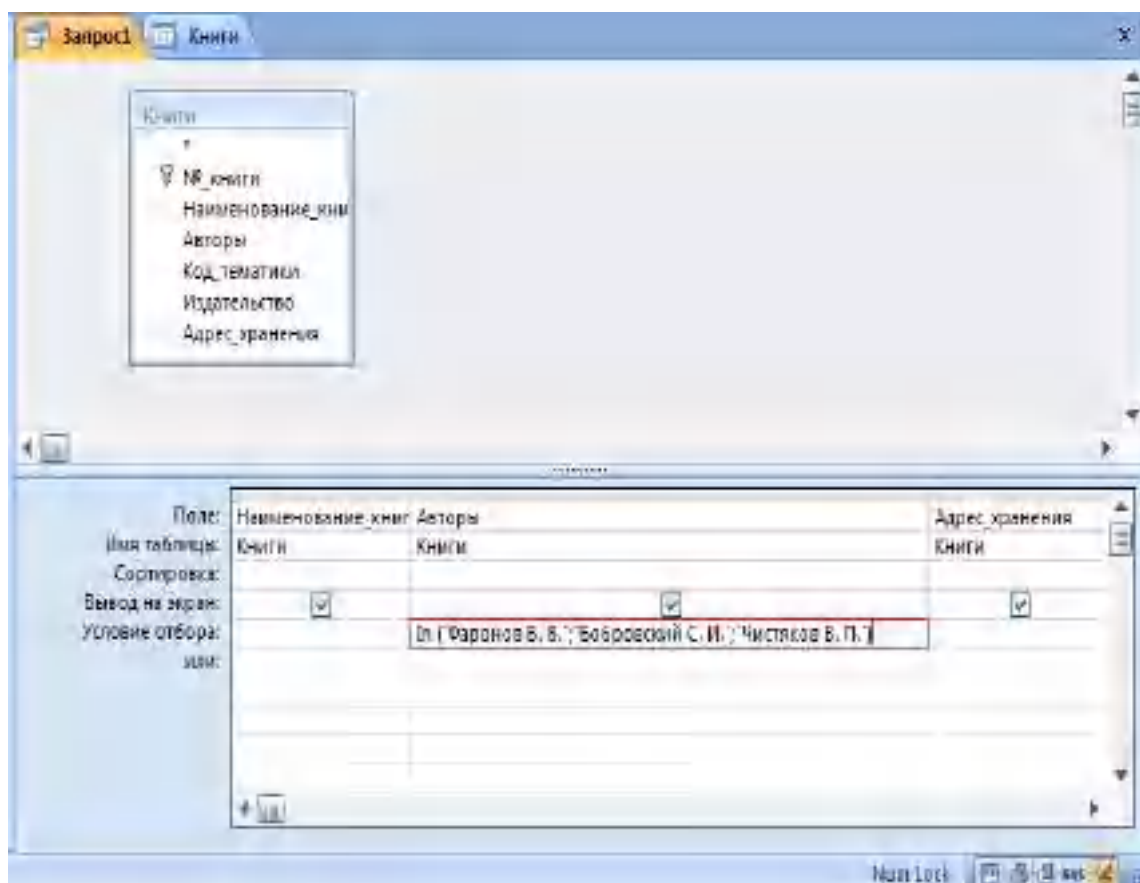 Запрос1 Книги x
Книги
*
№_книги
Наименование_кни
Авторы
Код_тематики
Издательство
Адрес_хранения
Поле: Наименование_книг Авторы Адрес_хранения
Имя таблицы: Книги Книги Книги
Сортировка:
Вывод на экран:
Условие отбора: In ("Фаронов В. В.";"Бобровский С. И.";"Чистяков В. П.")
или:
Num Lock